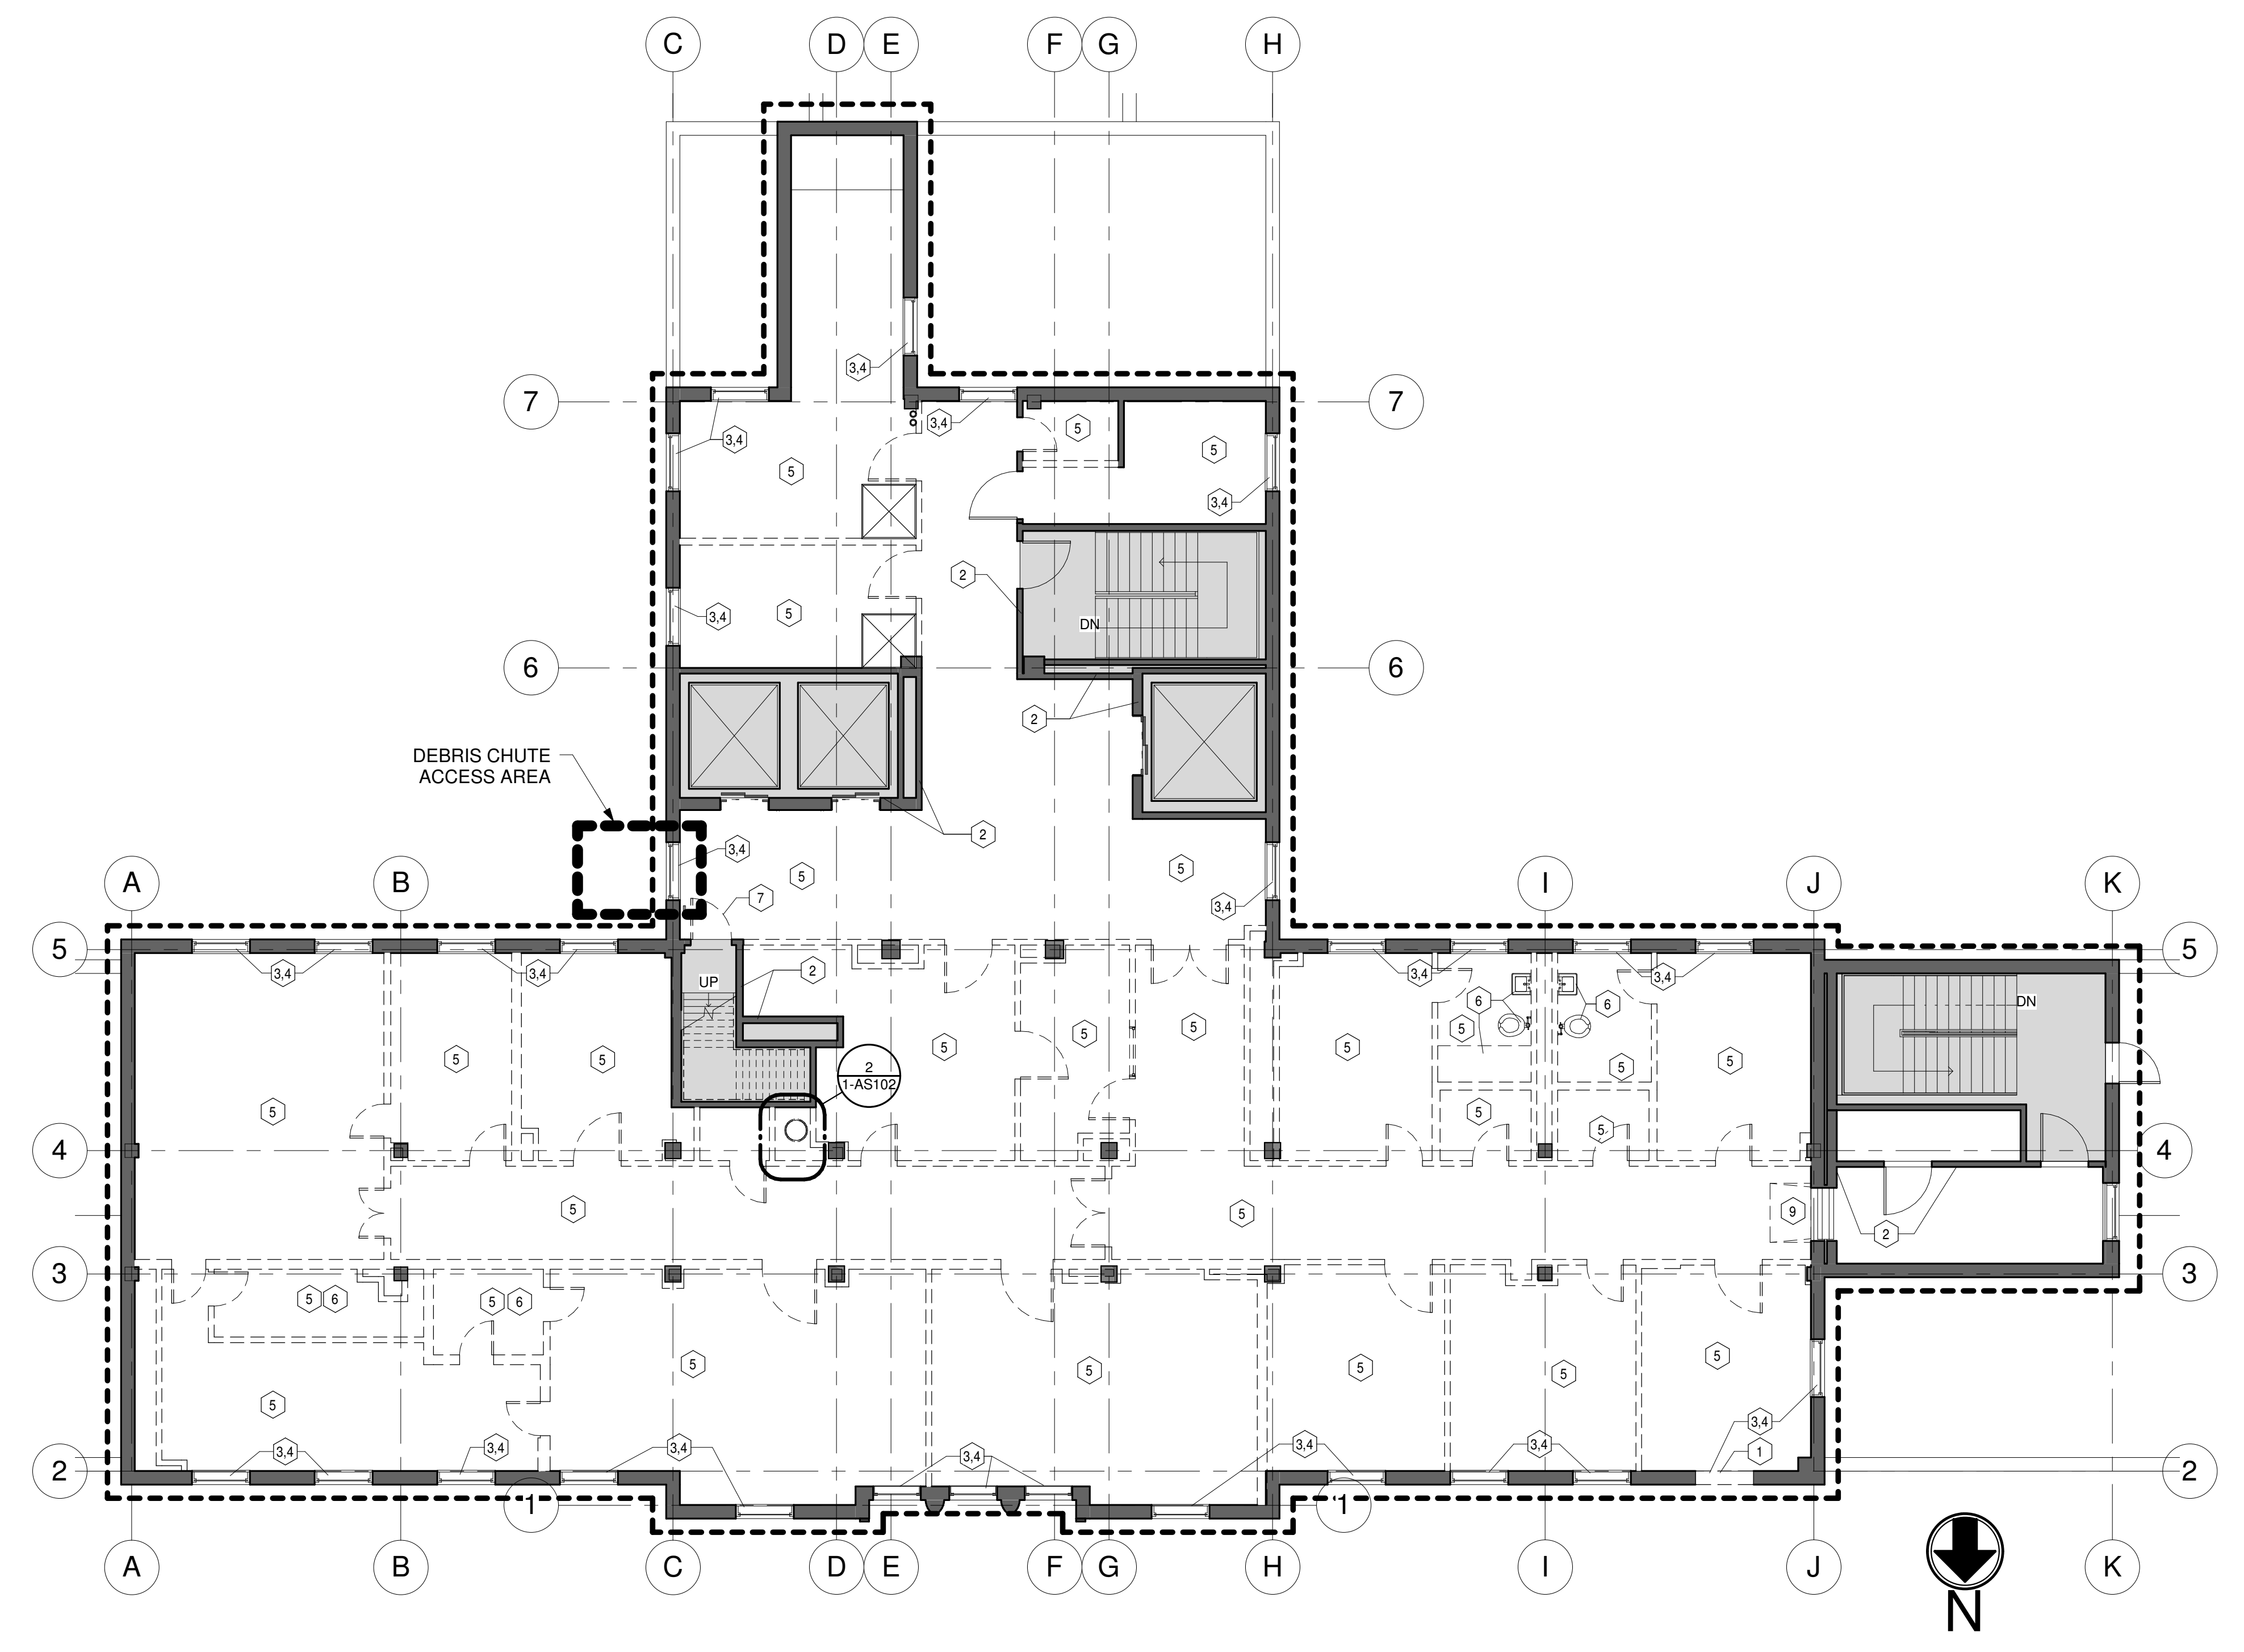 C D E F G H
3,4
7 7
3,4 3,4 5
5 5
3,4
2
5 3,4
DN
6 6
2
DEBRIS CHUTE
ACCESS AREA
2
3,4
5 5
A B I J K
7 3,4
5 5
3,4 3,4 2 3,4 3,4
UP
6 6 DN
5 5 5 5 5
5 5 5 5 5
2
1-AS102
5 5 5
4 4
5 5 9
2
3 3
5 6 5 6
5 5 5 5 5
5
3,4
3,4 3,4 3,4 3,4 3,4 3,4 1
2 2
1 1
A B C D E F G H I J K
N